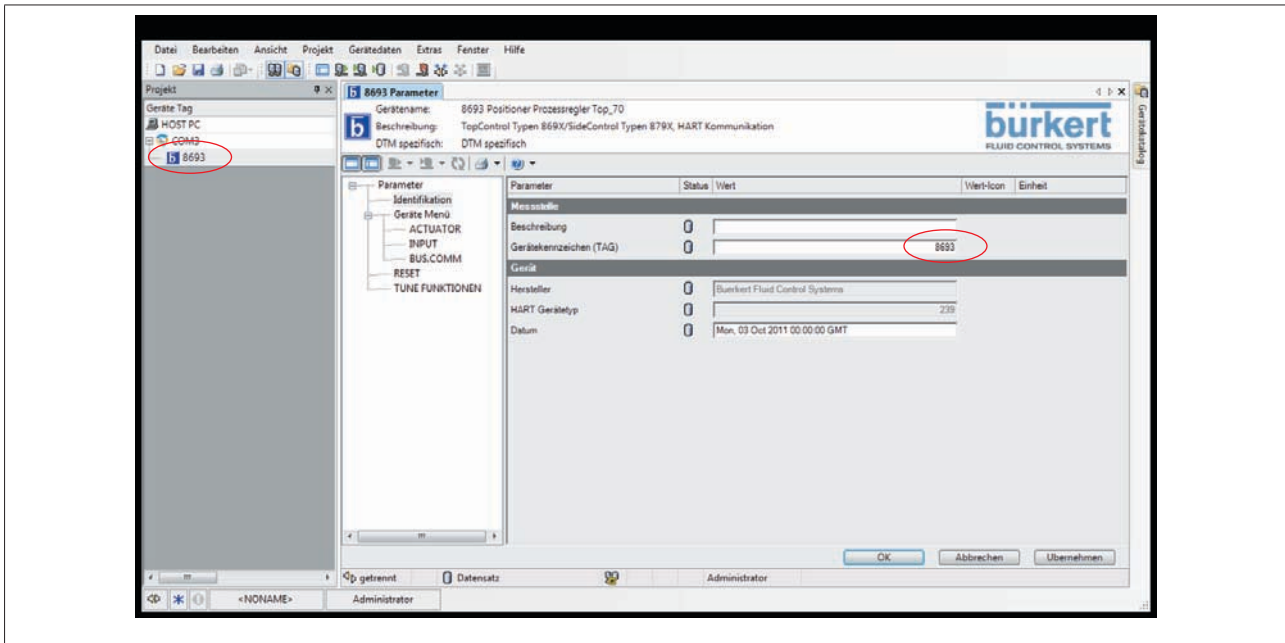 Datei Bearbeiten Ansicht Projekt Gerätedaten Extras Fenster Hilfe
Projekt
Geräte Tag
HOST PC
COM3
8693
8693 Parameter
Gerätename: 8693 Positioner Prozessregler Top_70
Beschreibung: TopControl Typen 869X/SideControl Typen 879X, HART Kommunikation
DTM spezifisch: DTM spezifisch
bürkert
FLUID CONTROL SYSTEMS
Gerätekatalog
Parameter
Identifikation
Geräte Menü
ACTUATOR
INPUT
BUS.COMM
RESET
TUNE FUNKTIONEN
Parameter Status Wert Wert-Icon Einheit
Messstelle
Beschreibung
Gerätekennzeichen (TAG) 8693
Gerät
Hersteller Buerkert Fluid Control Systems
HART Gerätetyp 239
Datum Mon, 03 Oct 2011 00:00:00 GMT
OK Abbrechen Übernehmen
getrennt Datensatz Administrator
<NONAME> Administrator